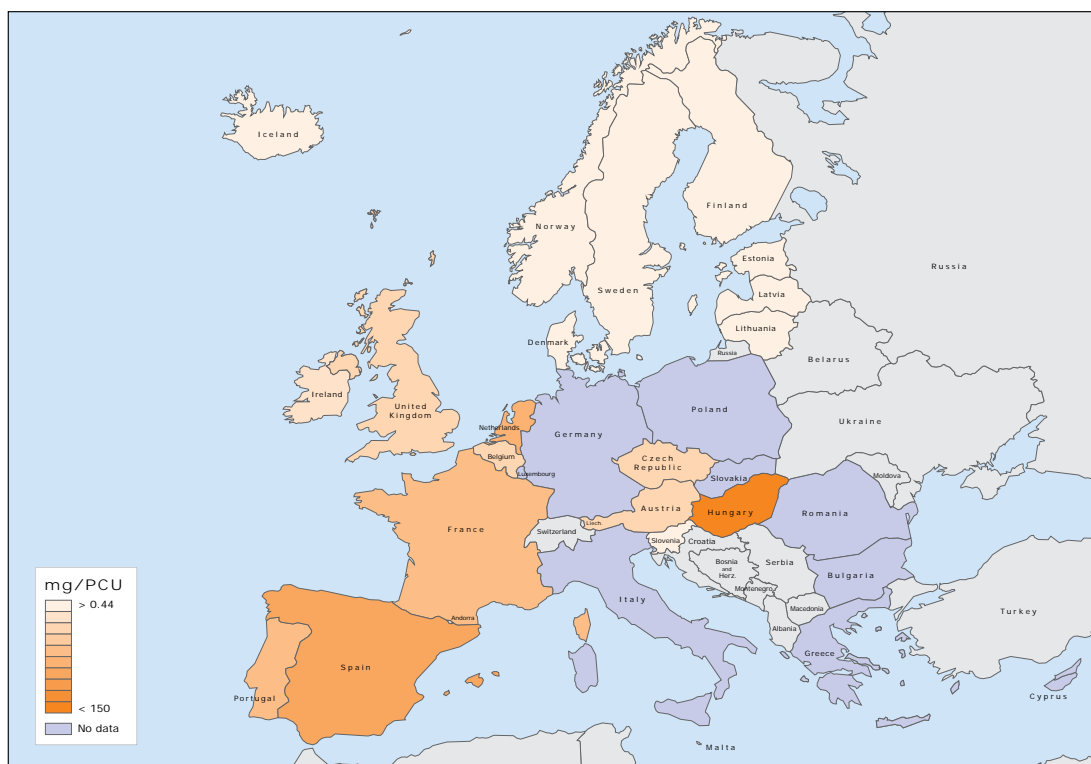 Iceland
Finland
Norway
Estonia
Russia
Sweden
Latvia
Lithuania
Denmark
Russia
Belarus
Ireland
United
Kingdom
Poland
Ukraine
Netherlands
Germany
Belgium
Czech
Republic
Luxembourg
Slovakia
Moldova
Austria
Hungary
Romania
France
Liech.
Switzerland
Slovenia
Croatia
Bosnia
and
Herz.
Serbia
Bulgaria
Montenegro
mg/PCU
> 0.44
< 150
No data
Italy
Macedonia
Andorra
Albania
Turkey
Greece
Spain
Portugal
Cyprus
Malta